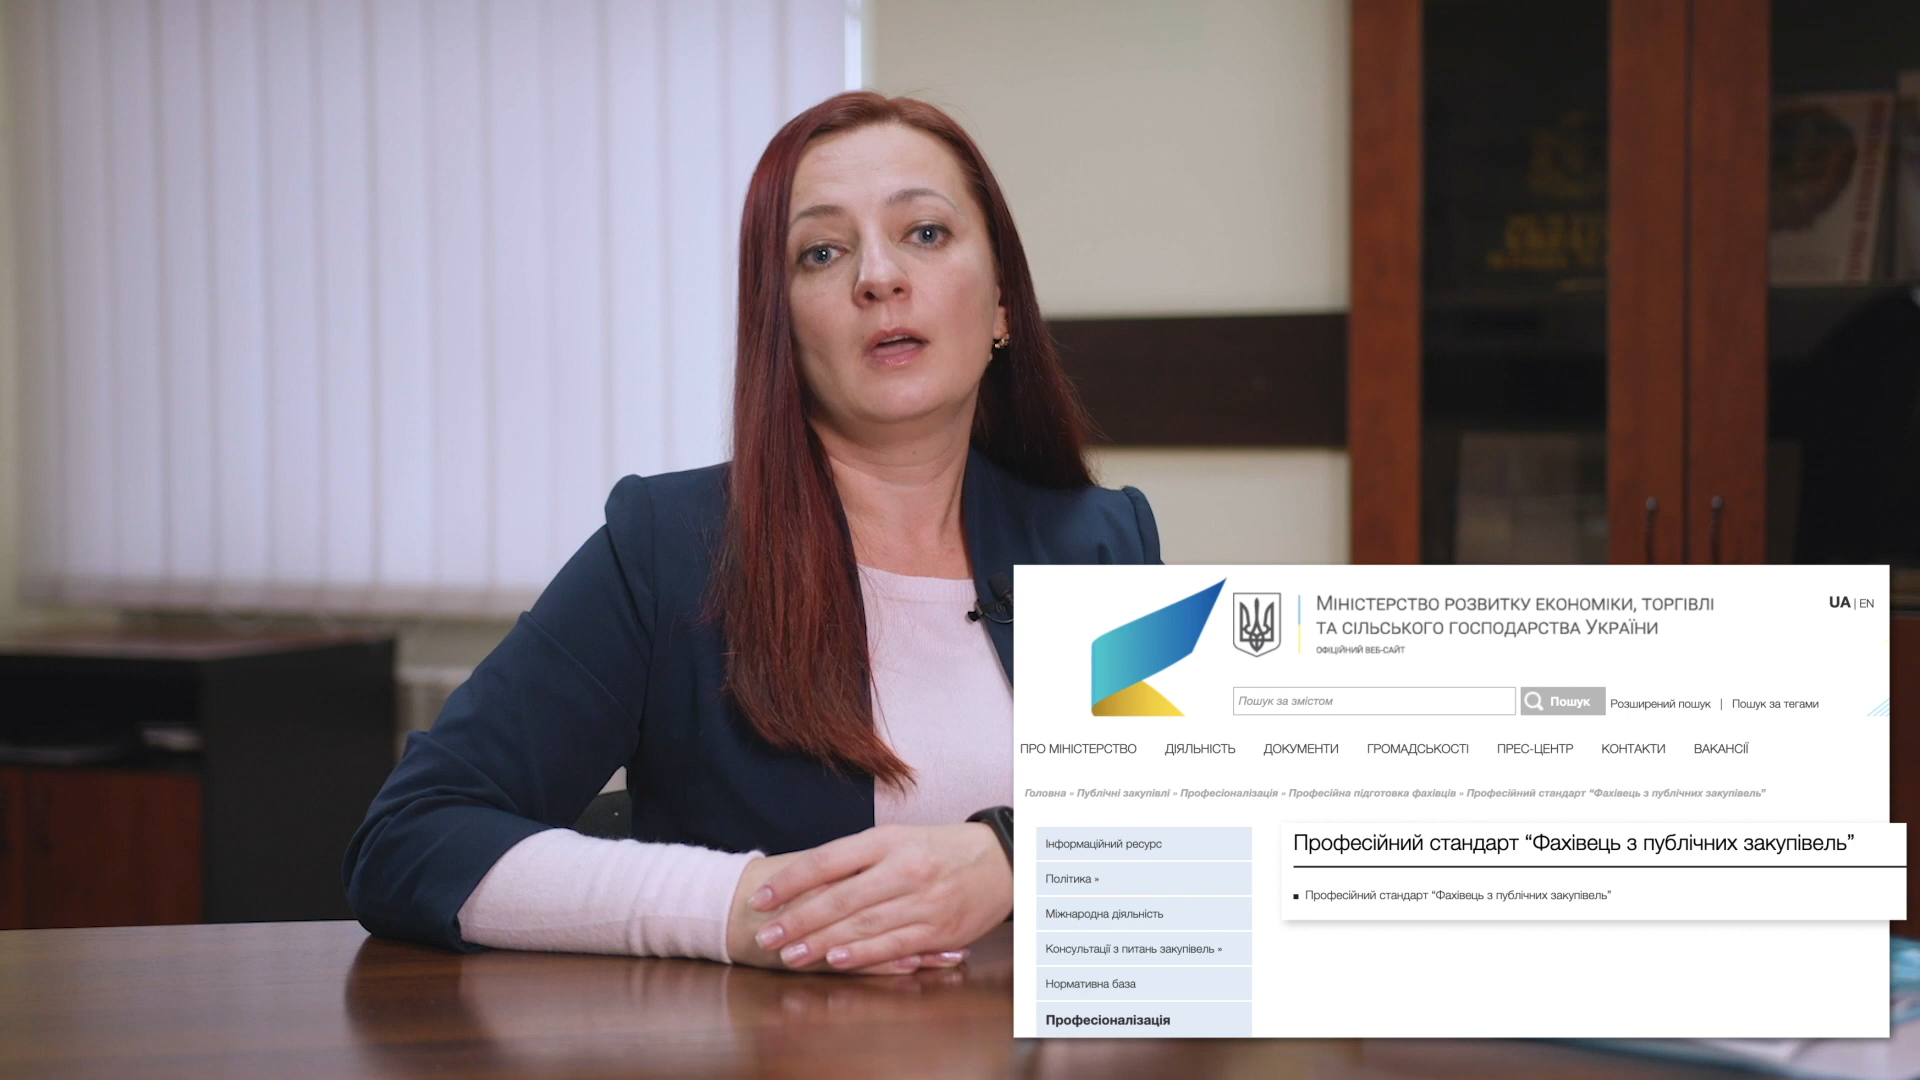 МІНІСТЕРСТВО РОЗВИТКУ ЕКОНОМІКИ, ТОРГІВЛІ
ТА СІЛЬСЬКОГО ГОСПОДАРСТВА УКРАЇНИ
ОФІЦІЙНИЙ ВЕБ-САЙТ
UA | EN
Пошук за змістом
Пошук
Розширений пошук | Пошук за тегами
ПРО МІНІСТЕРСТВО ДІЯЛЬНІСТЬ ДОКУМЕНТИ ГРОМАДСЬКОСТІ ПРЕС-ЦЕНТР КОНТАКТИ ВАКАНСІЇ
Головна » Публічні закупівлі » Професіоналізація » Професійна підготовка фахівців » Професійний стандарт “Фахівець з публічних закупівель”
Інформаційний ресурс
Політика »
Міжнародна діяльність
Консультації з питань закупівель »
Нормативна база
Професіоналізація
Професійний стандарт “Фахівець з публічних закупівель”
Професійний стандарт “Фахівець з публічних закупівель”